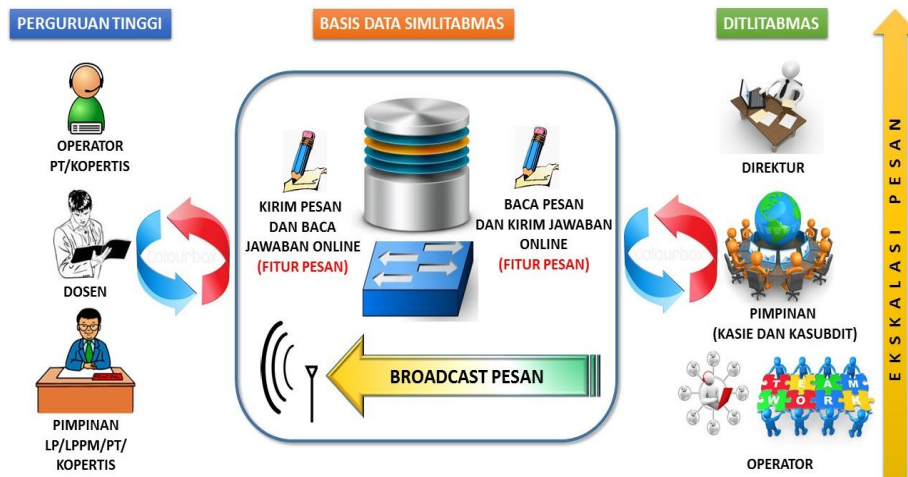 PERGURUAN TINGGI
BASIS DATA SIMLITABMAS
DITLITABMAS
OPERATOR
PT/KOPERTIS
DOSEN
PIMPINAN
LP/LPPM/PT/
KOPERTIS
colourbox
KIRIM PESAN
DAN BACA
JAWABAN ONLINE
(FITUR PESAN)
BACA PESAN
DAN KIRIM JAWABAN
ONLINE
(FITUR PESAN)
BROADCAST PESAN
colourbox
DIREKTUR
PIMPINAN
(KASIE DAN KASUBDIT)
TEAM
WORK
OPERATOR
EKSKALASI PESAN